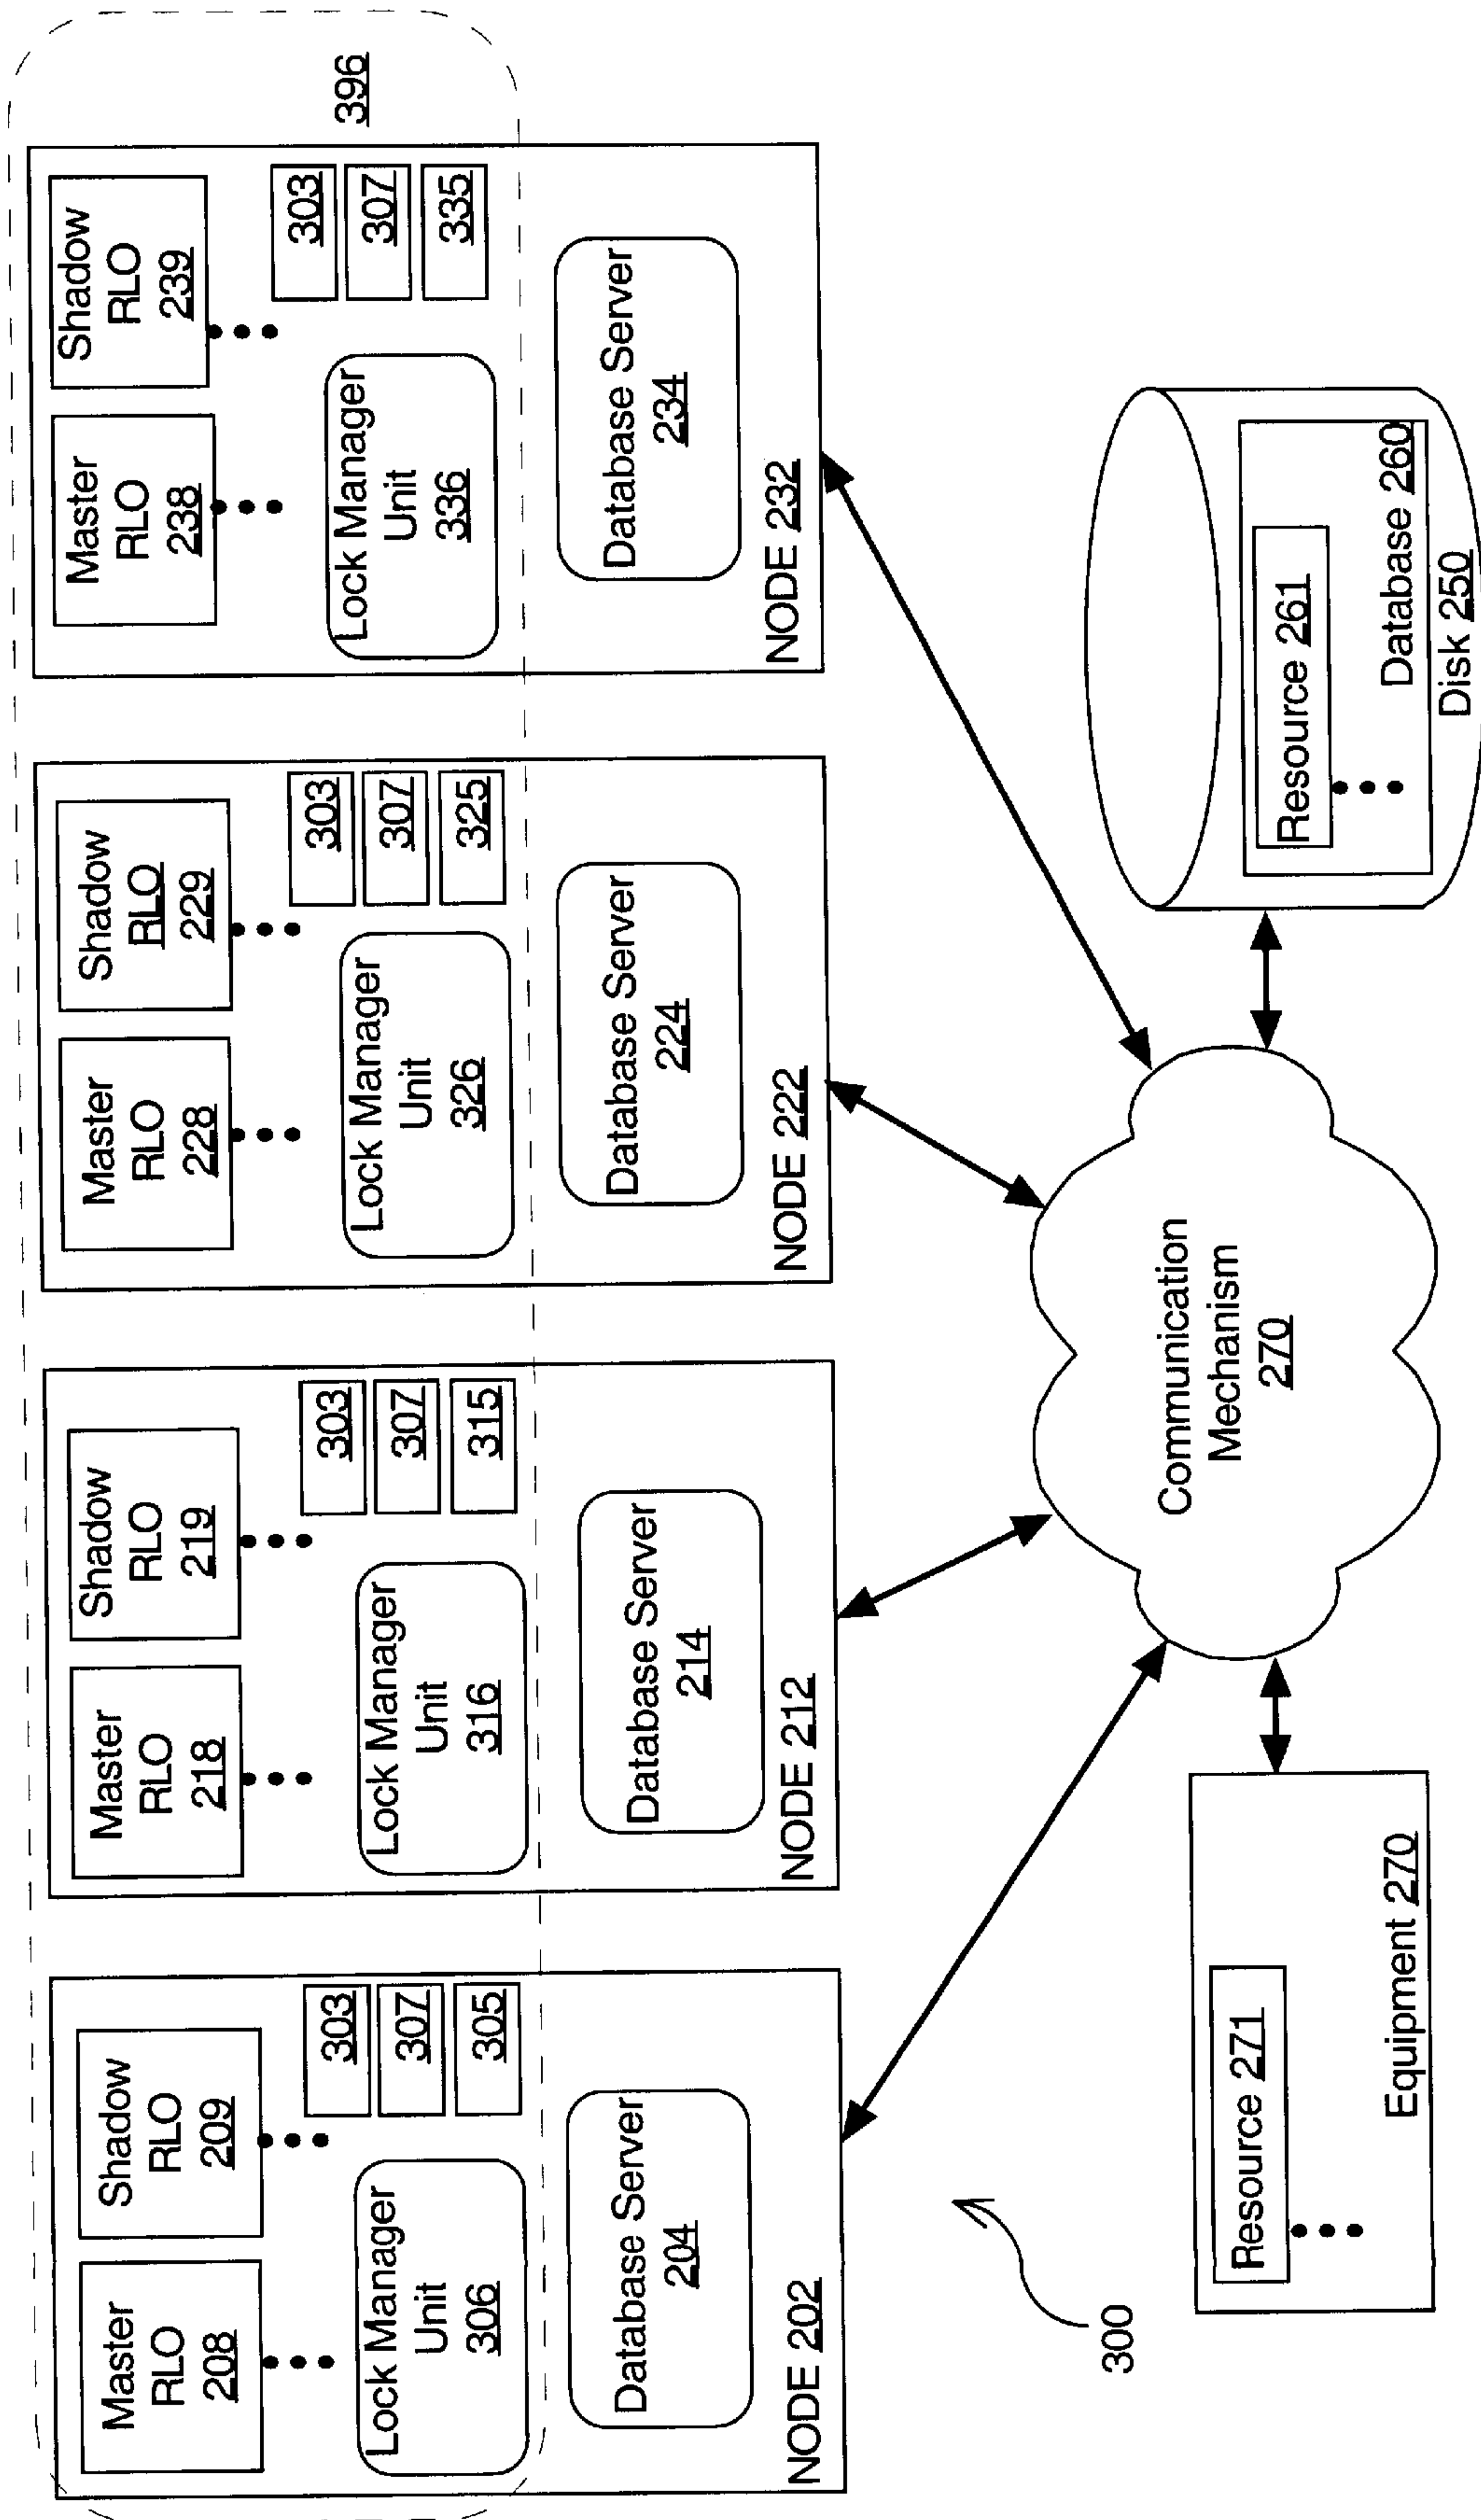 Master
RLO
208
Shadow
RLO
209
303
307
305
Lock Manager
Unit
306
Database Server
204
NODE 202
Master
RLO
218
Shadow
RLO
219
303
307
315
Lock Manager
Unit
316
Database Server
214
NODE 212
Master
RLO
228
Shadow
RLO
229
303
307
325
Lock Manager
Unit
326
Database Server
224
NODE 222
Master
RLO
238
Shadow
RLO
239
303
307
335
Lock Manager
Unit
336
Database Server
234
NODE 232
396
300
Resource 271
Equipment 270
Communication
Mechanism
270
Resource 261
Database 260
Disk 250